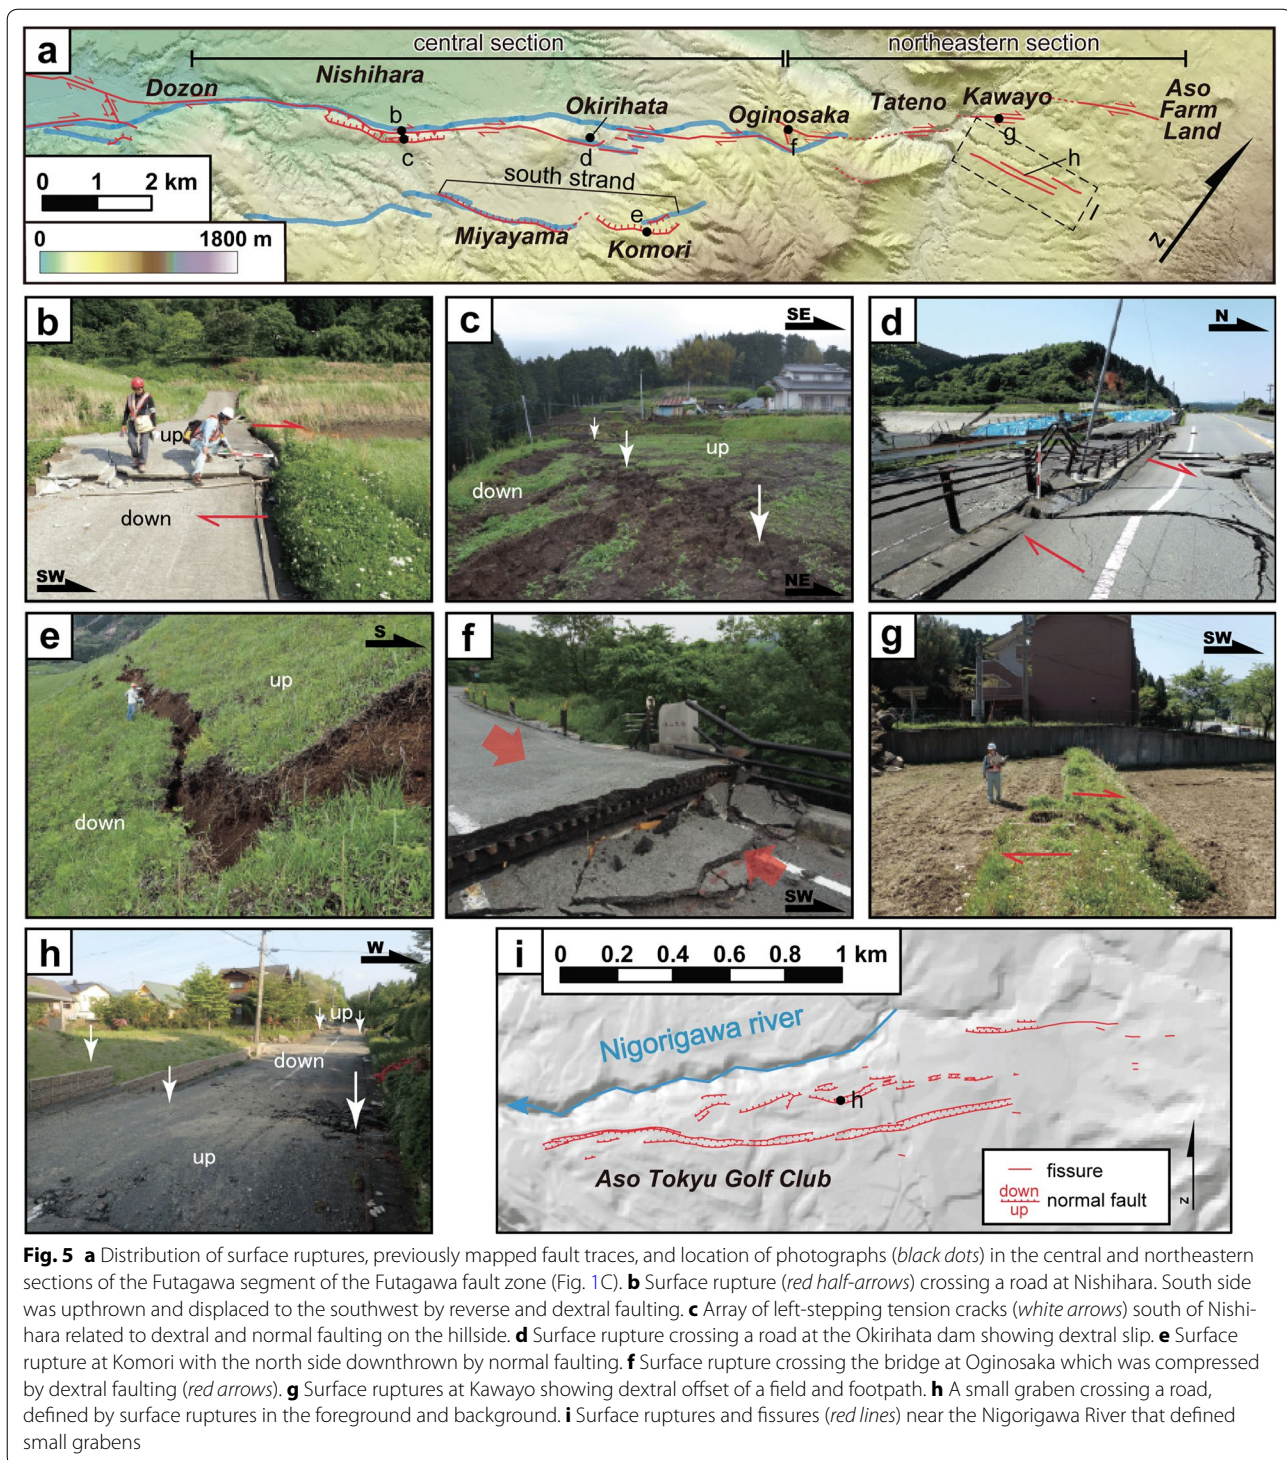 a
central section
northeastern section
Dozon
Nishihara
Okirihata
Oginosaka
Tateno
Kawayo
Aso
Farm
Land
b
c
d
f
g
h
i
south strand
e
Miyayama
Komori
0 1 2 km
0 1800 m
N
b
up
down
SW
c
SE
up
down
NE
d
N
e
S
up
down
f
SW
g
SW
h
W
up
down
up
i
0 0.2 0.4 0.6 0.8 1 km
Nigorigawa river
h
Aso Tokyu Golf Club
fissure
down
up
normal fault
N
Fig. 5 a Distribution of surface ruptures, previously mapped fault traces, and location of photographs (black dots) in the central and northeastern
sections of the Futagawa segment of the Futagawa fault zone (Fig. 1C). b Surface rupture (red half-arrows) crossing a road at Nishihara. South side
was upthrown and displaced to the southwest by reverse and dextral faulting. c Array of left-stepping tension cracks (white arrows) south of Nishi-
hara related to dextral and normal faulting on the hillside. d Surface rupture crossing a road at the Okirihata dam showing dextral slip. e Surface
rupture at Komori with the north side downthrown by normal faulting. f Surface rupture crossing the bridge at Oginosaka which was compressed
by dextral faulting (red arrows). g Surface ruptures at Kawayo showing dextral offset of a field and footpath. h A small graben crossing a road,
defined by surface ruptures in the foreground and background. i Surface ruptures and fissures (red lines) near the Nigorigawa River that defined
small grabens